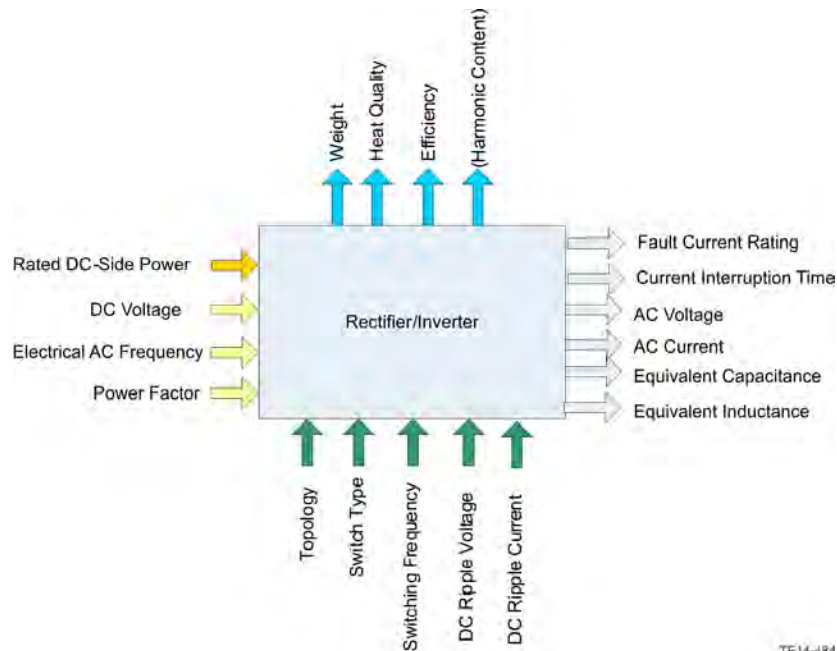 Weight
Heat Quality
Efficiency
(Harmonic Content)
Rated DC-Side Power
DC Voltage
Electrical AC Frequency
Power Factor
Rectifier/Inverter
Fault Current Rating
Current Interruption Time
AC Voltage
AC Current
Equivalent Capacitance
Equivalent Inductance
Topology
Switch Type
Switching Frequency
DC Ripple Voltage
DC Ripple Current